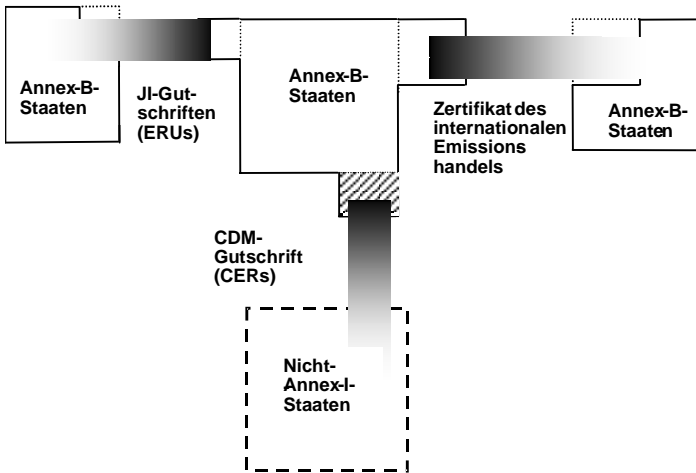 Annex-B-
Staaten
JI-Gut-
schriften
(ERUs)
Annex-B-
Staaten
Zertifikat des
internationalen
Emissions
handels
Annex-B-
Staaten
CDM-
Gutschrift
(CERs)
Nicht-
Annex-I-
Staaten